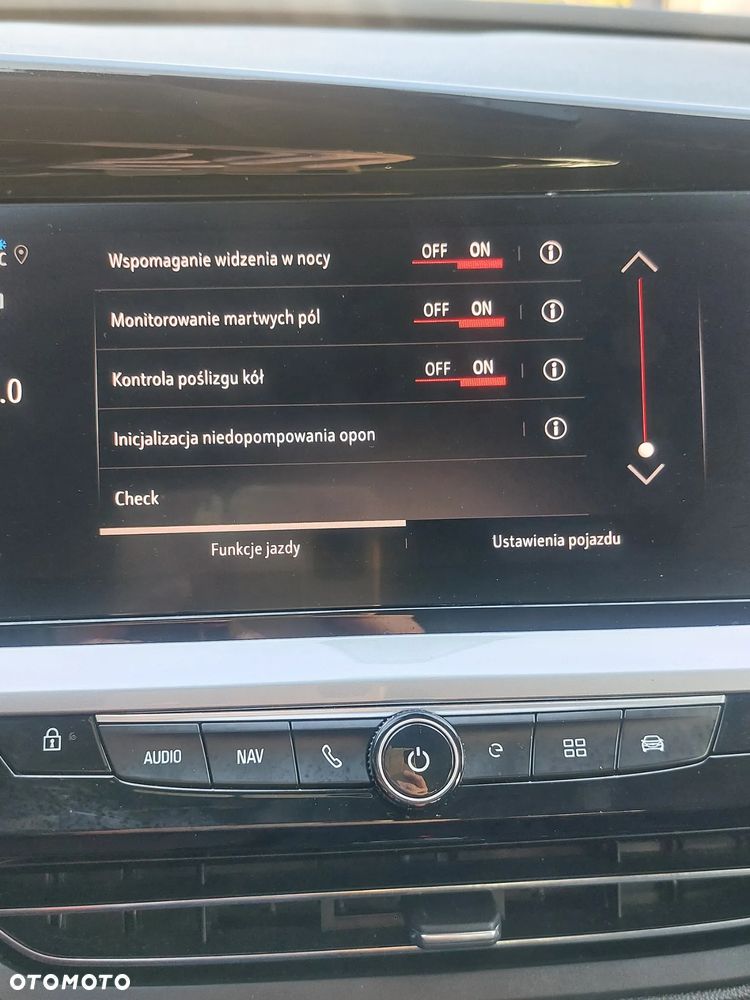 C
.0
Wspomaganie widzenia w nocy OFF ON
Monitorowanie martwych pól OFF ON
Kontrola poślizgu kół OFF ON
Inicjalizacja niedopompowania opon
Check
Funkcje jazdy Ustawienia pojazdu
AUDIO NAV
OTOMOTO